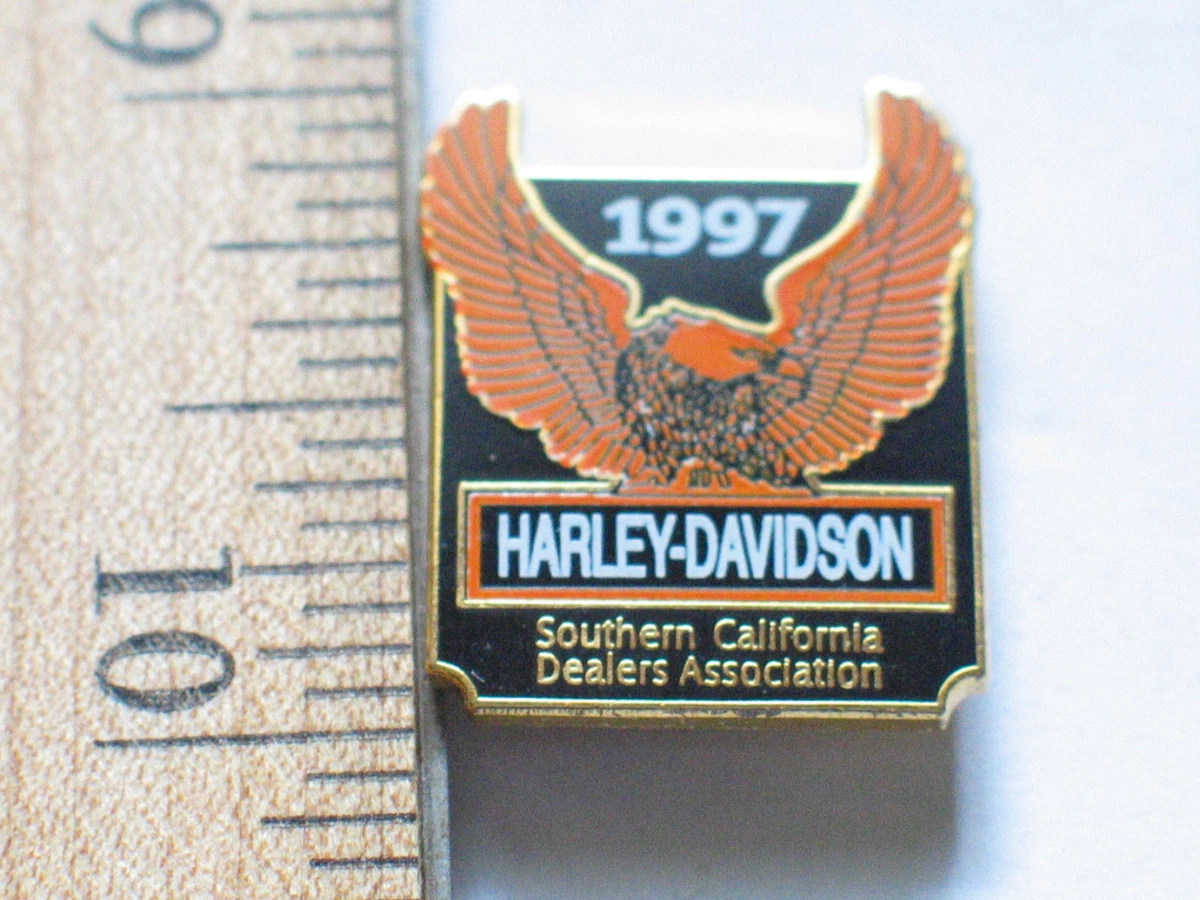 9
1997
HARLEY-DAVIDSON
Southern California
Dealers Association
10